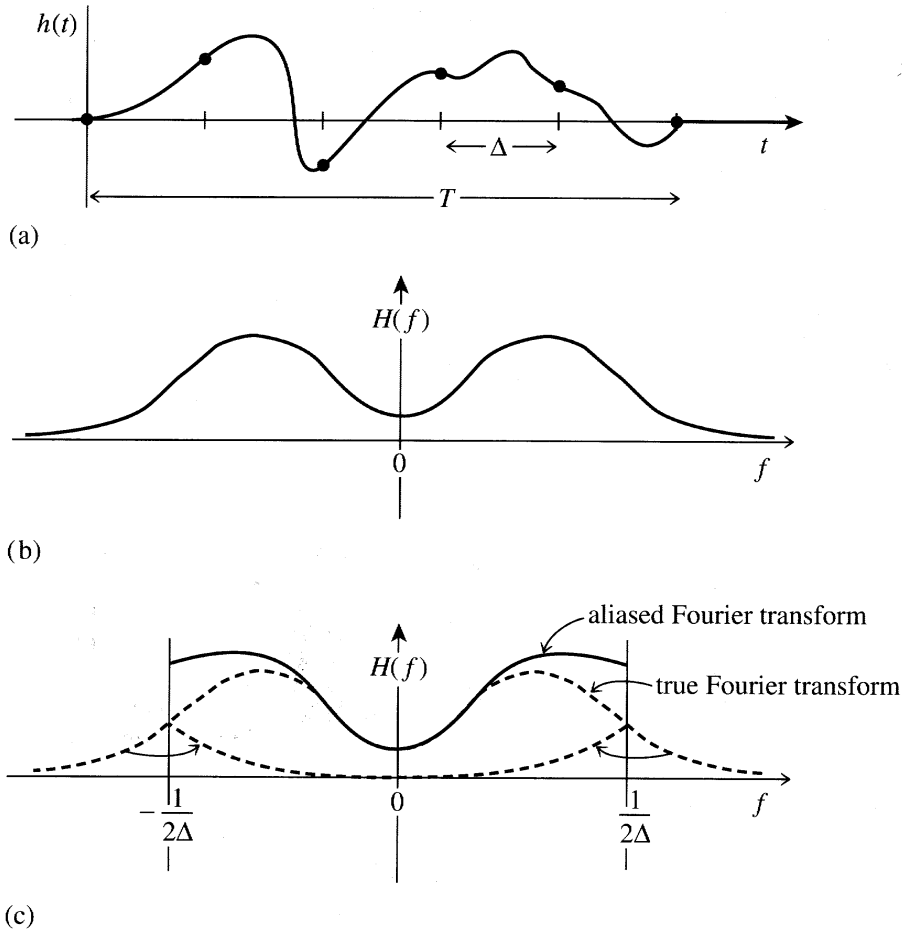 h(t)
Δ
t
T
(a)
H(f)
0
f
(b)
aliased Fourier transform
H(f)
true Fourier transform
0
f
−1/2Δ
1/2Δ
(c)